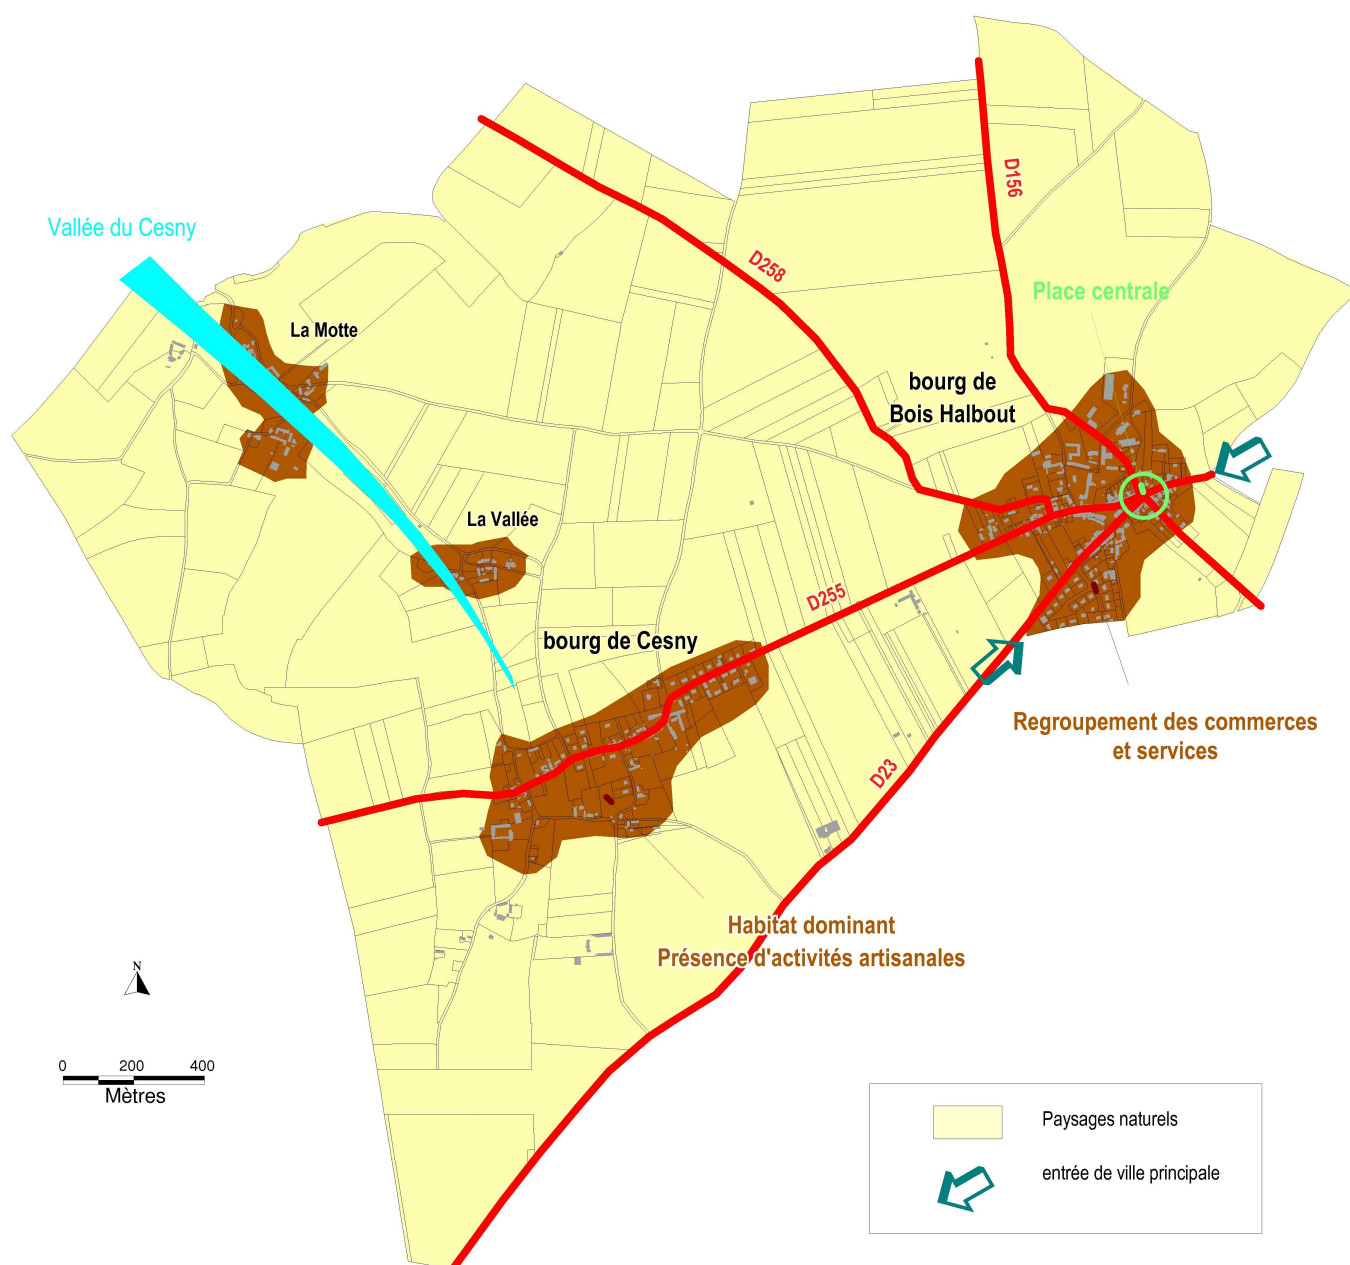 D156
Vallée du Cesny
D258
Place centrale
La Motte
bourg de
Bois Halbout
La Vallée
D255
bourg de Cesny
Regroupement des commerces
et services
D23
Habitat dominant
Présence d'activités artisanales
N
0 200 400
Mètres
Paysages naturels
entrée de ville principale